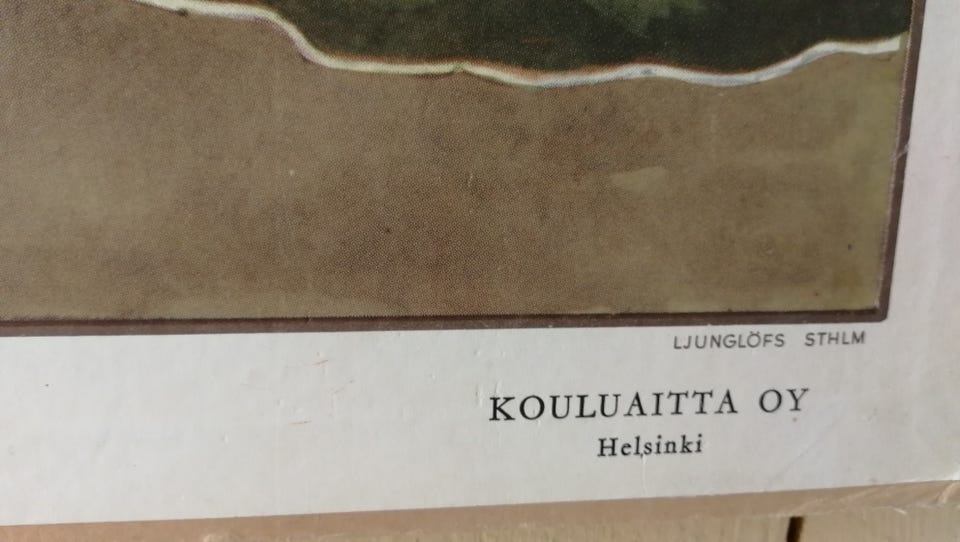 LJUNGLÖFS STHLM
KOULUAITTA OY
Helsinki